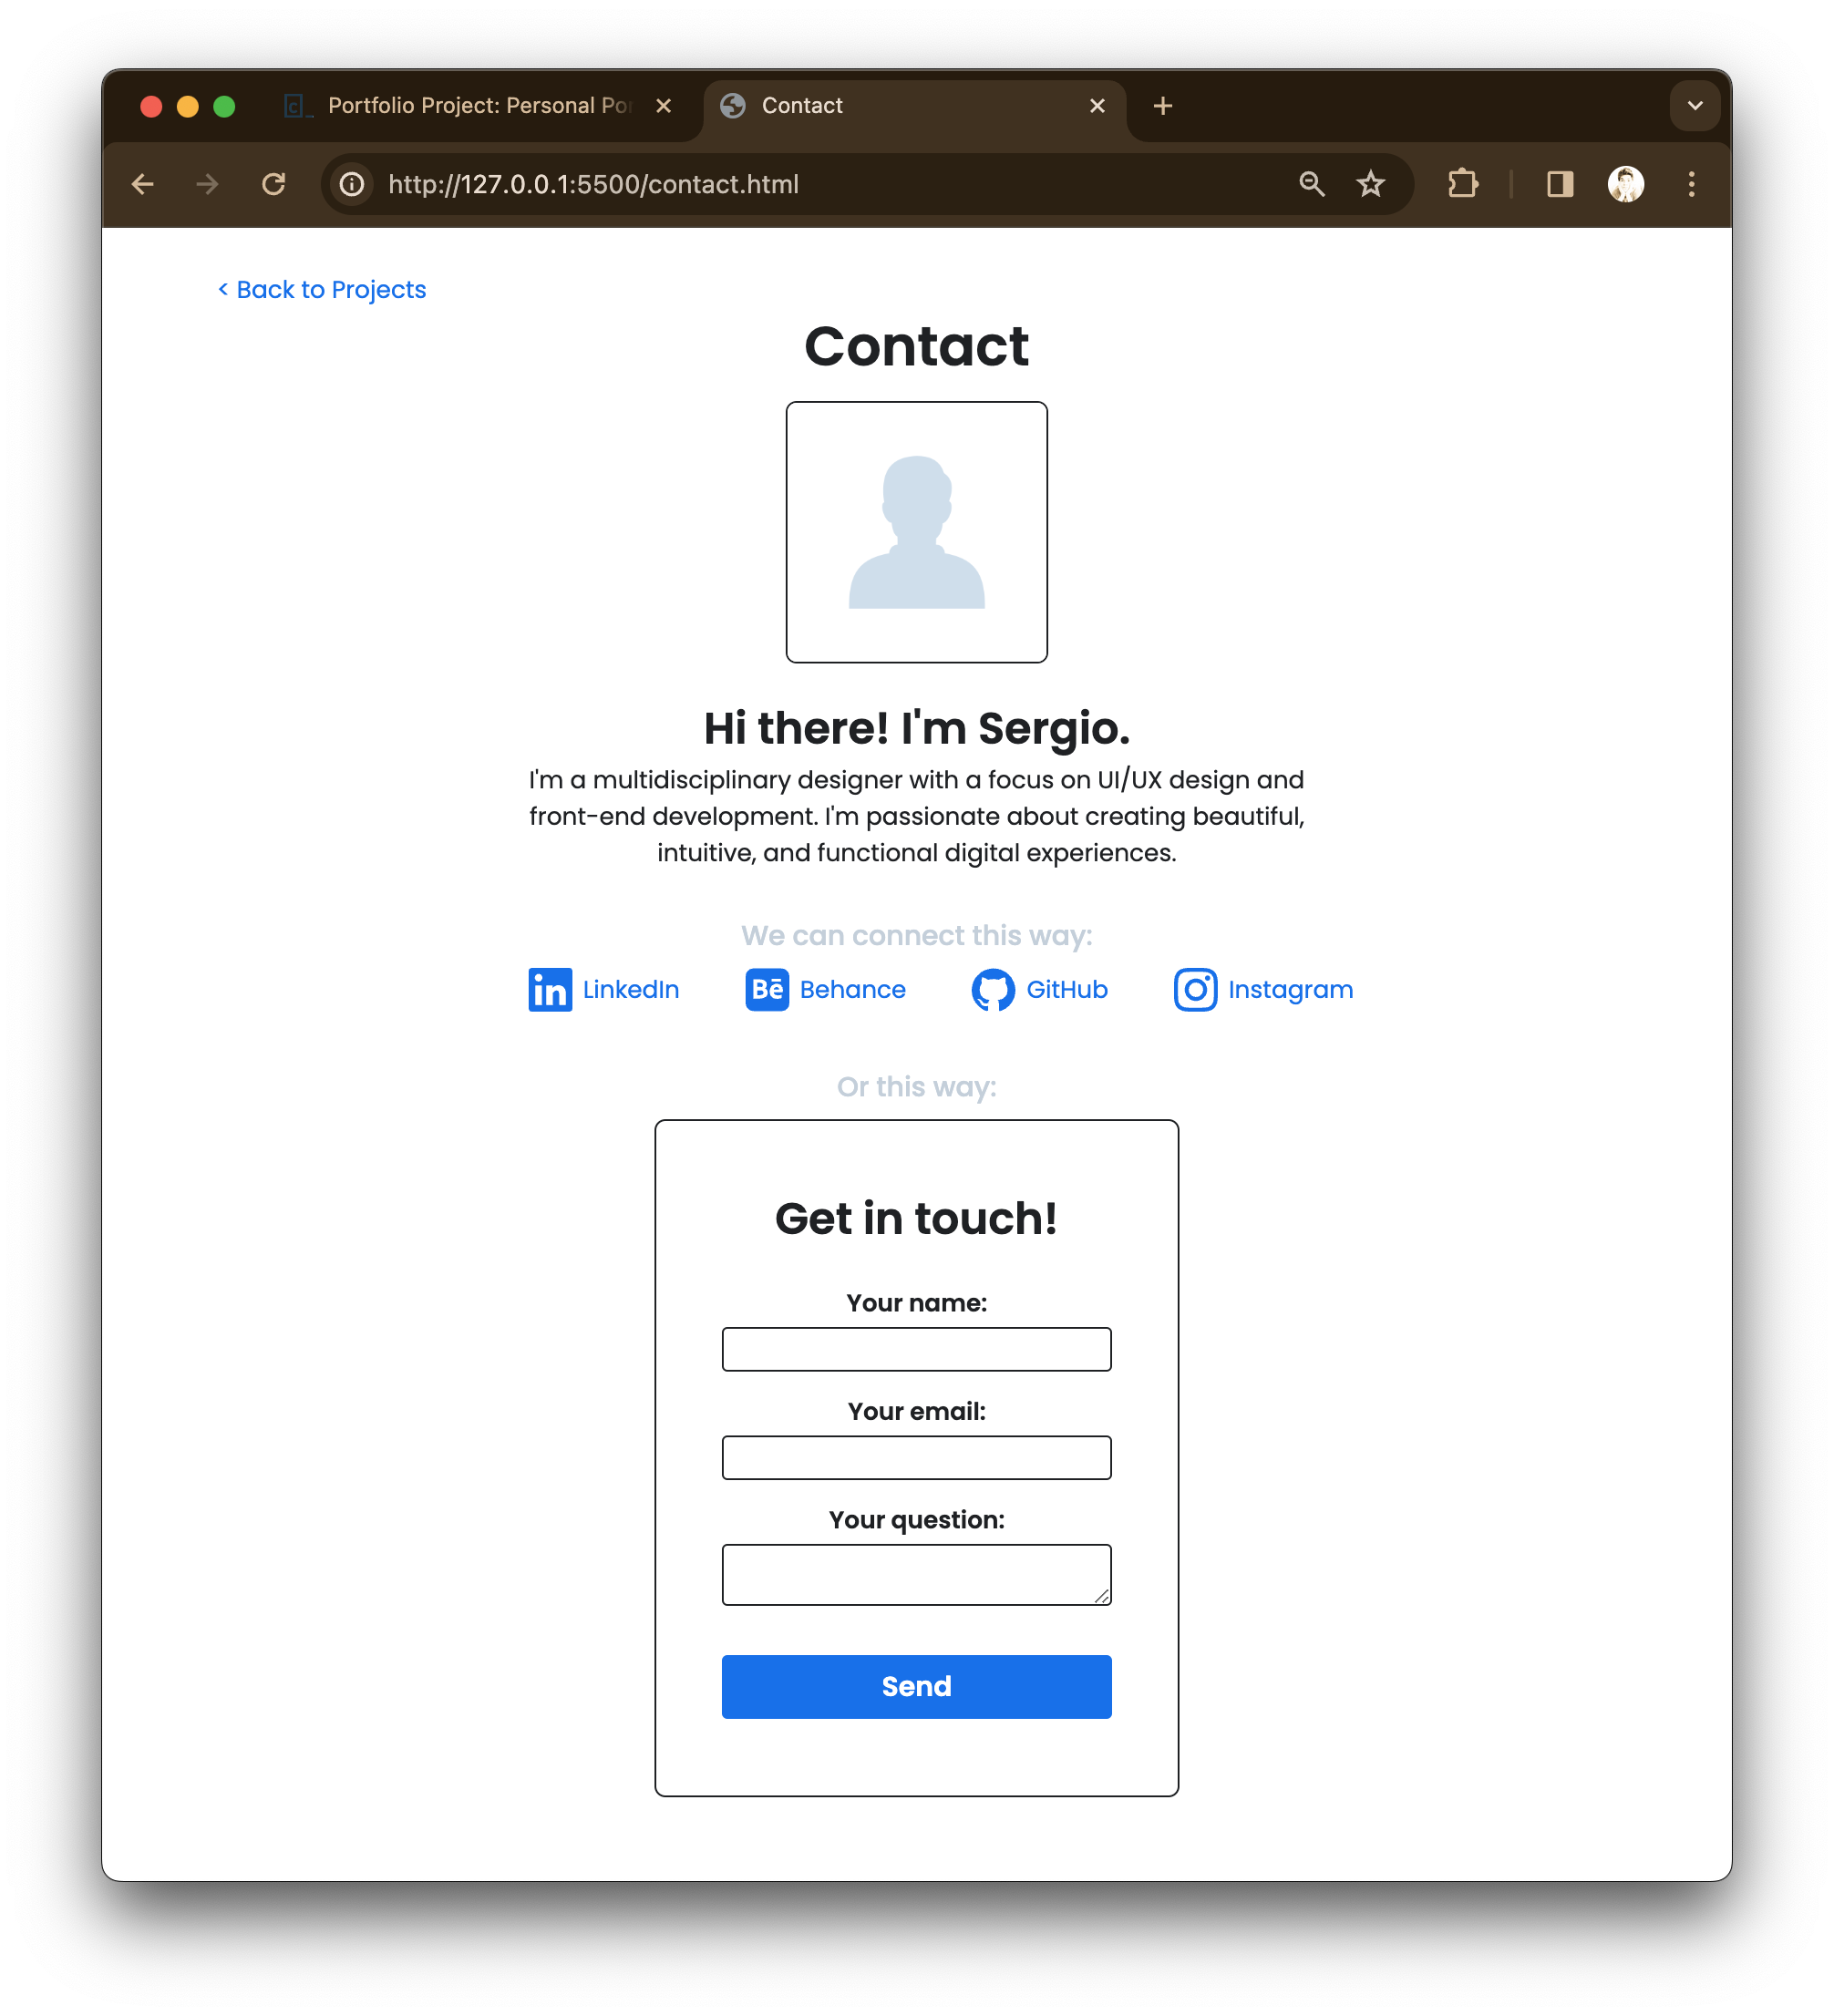 Portfolio Project: Personal Po
Contact
http://127.0.0.1:5500/contact.html
< Back to Projects
Contact
Hi there! I'm Sergio.
I'm a multidisciplinary designer with a focus on UI/UX design and
front-end development. I'm passionate about creating beautiful,
intuitive, and functional digital experiences.
We can connect this way:
in LinkedIn Bē Behance GitHub Instagram
Or this way:
Get in touch!
Your name:
Your email:
Your question:
Send